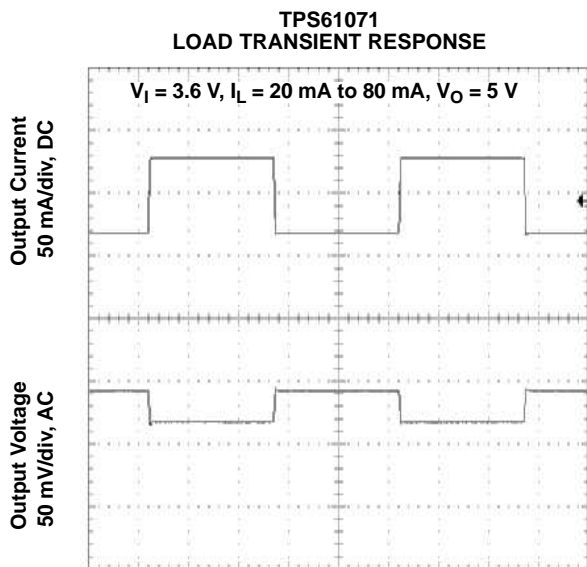 TPS61071
LOAD TRANSIENT RESPONSE
V_I = 3.6 V, I_L = 20 mA to 80 mA, V_O = 5 V
Output Current
50 mA/div, DC
Output Voltage
50 mV/div, AC